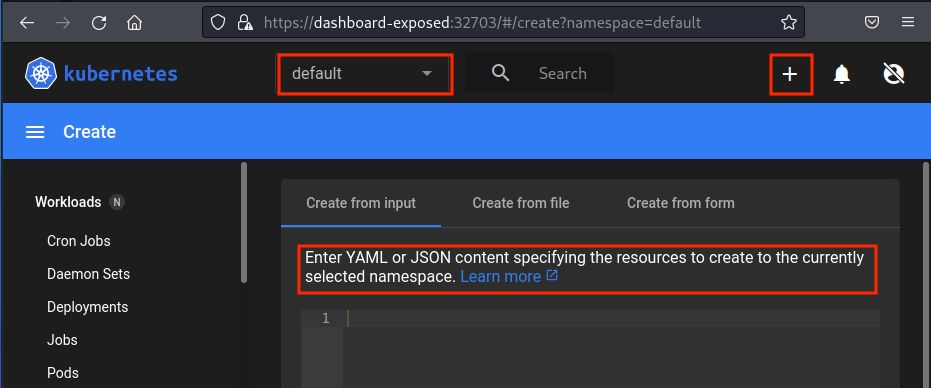 https://dashboard-exposed:32703/#/create?namespace=default
kubernetes
default
Search
+
Create
Workloads N
Cron Jobs
Daemon Sets
Deployments
Jobs
Pods
Create from input
Create from file
Create from form
Enter YAML or JSON content specifying the resources to create to the currently
selected namespace. Learn more
1